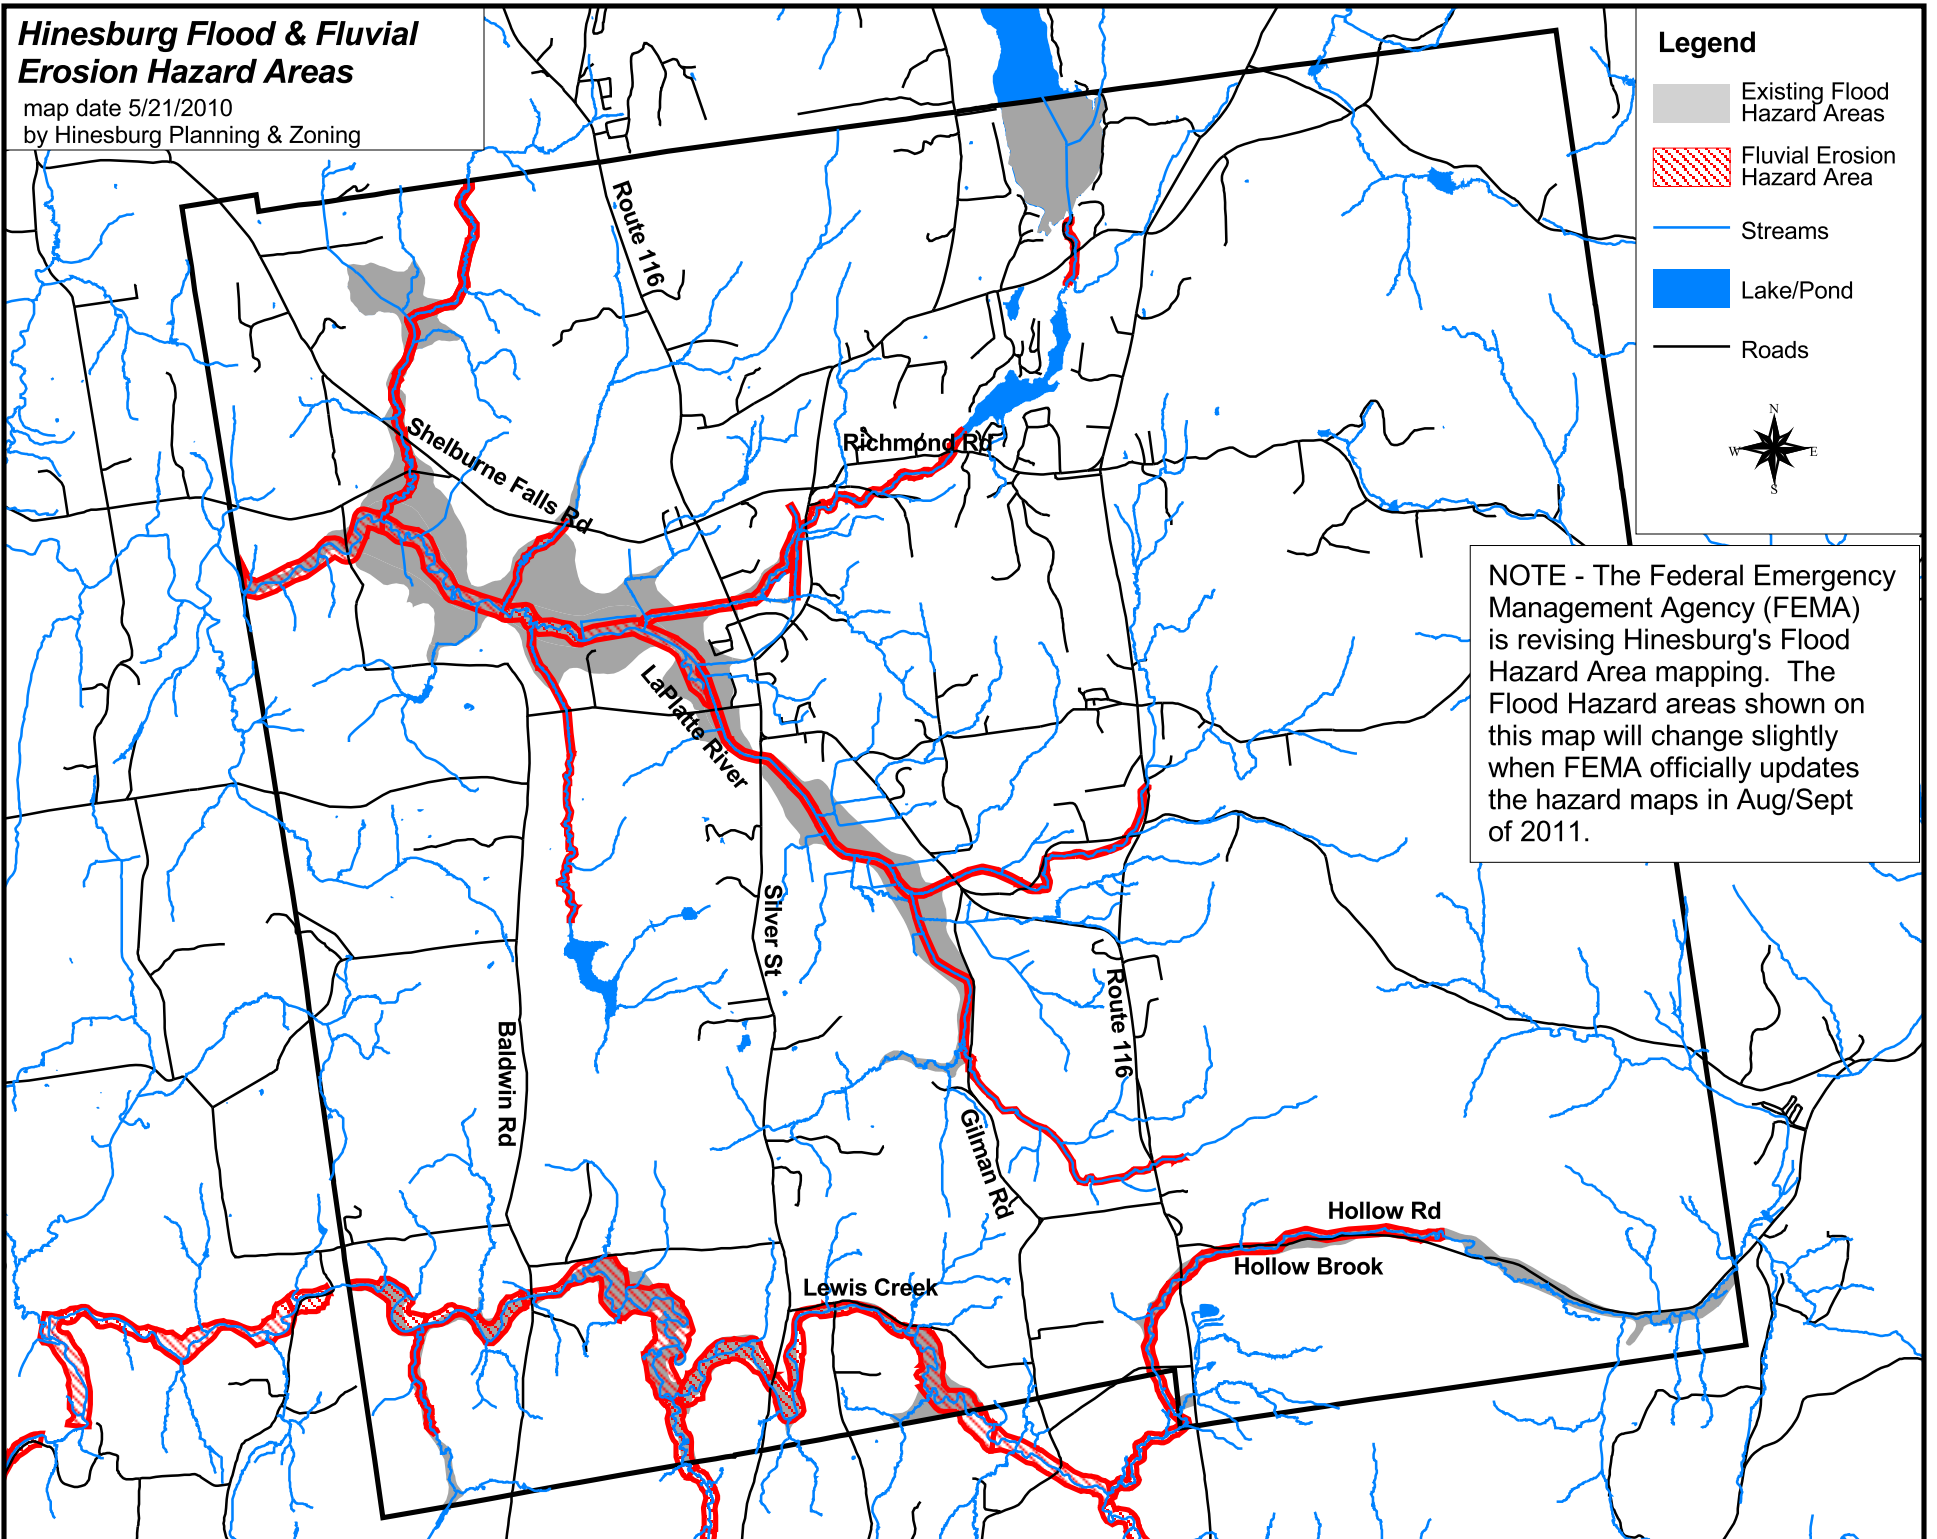 Hinesburg Flood & Fluvial
Erosion Hazard Areas
map date 5/21/2010
by Hinesburg Planning & Zoning
Legend
Existing Flood
Hazard Areas
Fluvial Erosion
Hazard Area
Streams
Lake/Pond
Roads
N
W
E
S
NOTE - The Federal Emergency
Management Agency (FEMA)
is revising Hinesburg's Flood
Hazard Area mapping.  The
Flood Hazard areas shown on
this map will change slightly
when FEMA officially updates
the hazard maps in Aug/Sept
of 2011.
Route 116
Richmond Rd
Shelburne Falls Rd
LaPlatte River
Silver St
Route 116
Baldwin Rd
Gilman Rd
Hollow Rd
Hollow Brook
Lewis Creek